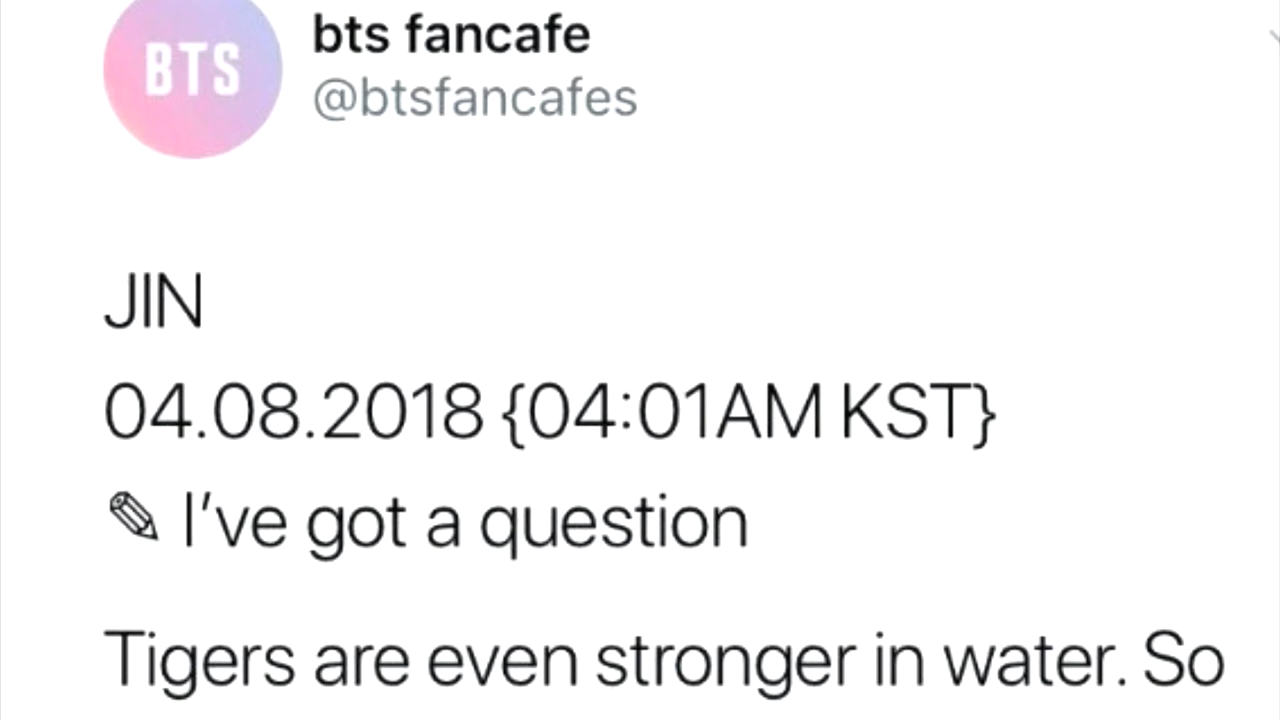 BTS
bts fancafe
@btsfancafes
JIN
04.08.2018 {04:01AM KST}
✎ I’ve got a question
Tigers are even stronger in water. So